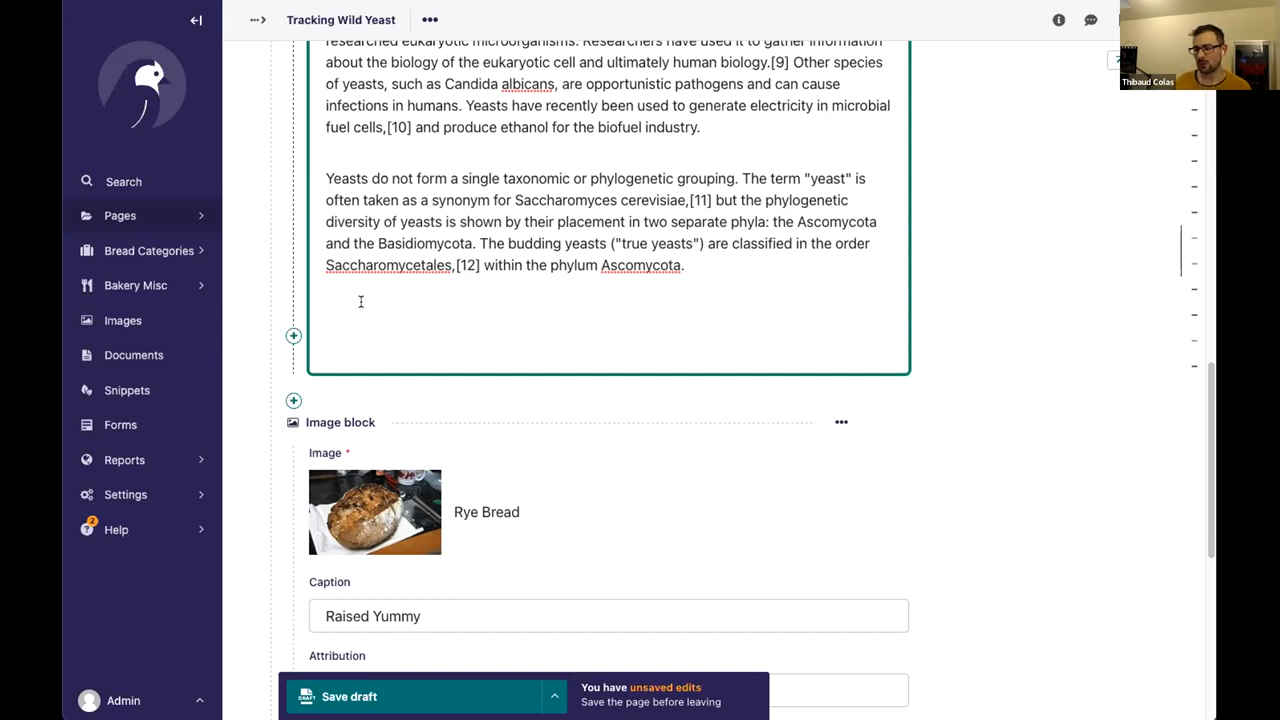 Tracking Wild Yeast
Thibaud Colas
Search
Pages
Bread Categories
Bakery Misc
Images
Documents
Snippets
Forms
Reports
Settings
2
Help
Admin
researched eukaryotic microorganisms. Researchers have used it to gather information
about the biology of the eukaryotic cell and ultimately human biology.[9] Other species
of yeasts, such as Candida albicans, are opportunistic pathogens and can cause
infections in humans. Yeasts have recently been used to generate electricity in microbial
fuel cells,[10] and produce ethanol for the biofuel industry.
Yeasts do not form a single taxonomic or phylogenetic grouping. The term "yeast" is
often taken as a synonym for Saccharomyces cerevisiae,[11] but the phylogenetic
diversity of yeasts is shown by their placement in two separate phyla: the Ascomycota
and the Basidiomycota. The budding yeasts ("true yeasts") are classified in the order
Saccharomycetales,[12] within the phylum Ascomycota.
Image block
Image *
Rye Bread
Caption
Raised Yummy
Attribution
DRAFT
Save draft
You have unsaved edits
Save the page before leaving